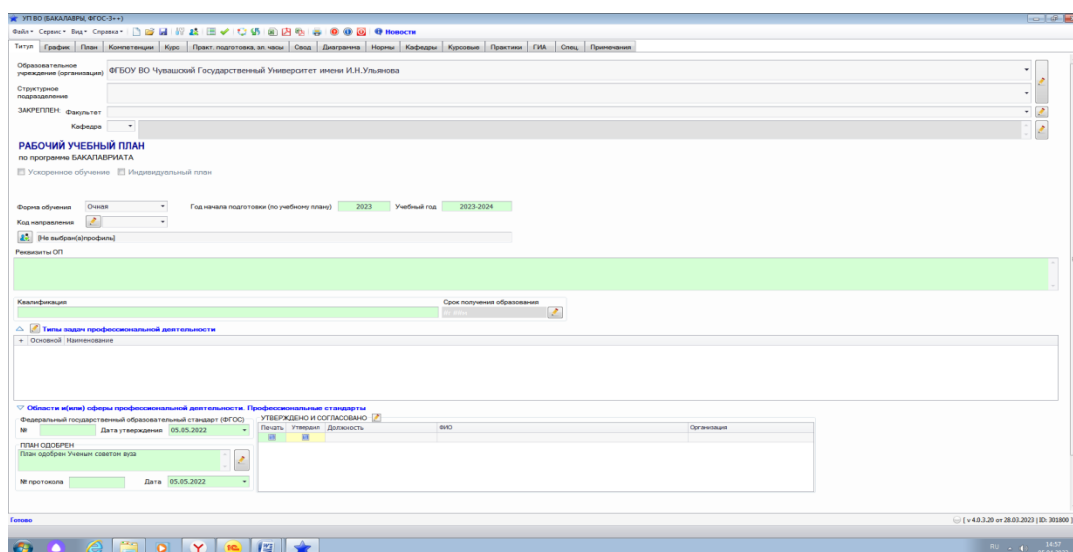 УП ВО (БАКАЛАВРЫ, ФГОС-3++)
Файл Сервис Вид Справка Новости
Титул График План Компетенции Курс Практ. подготовка, эл. часы Свод Диаграмма Нормы Кафедры Курсовые Практики ГИА Спец. Примечания
Образовательное учреждение (организация) ФГБОУ ВО Чувашский Государственный Университет имени И.Н.Ульянова
Структурное подразделение
ЗАКРЕПЛЕН: Факультет
Кафедра
РАБОЧИЙ УЧЕБНЫЙ ПЛАН
по программе БАКАЛАВРИАТА
Ускоренное обучение Индивидуальный план
Форма обучения Очная Год начала подготовки (по учебному плану) 2023 Учебный год 2023-2024
Код направления
[Не выбран(а)профиль]
Реквизиты ОП
Квалификация Срок получения образования
Типы задач профессиональной деятельности
+ Основной Наименование
Области и(или) сферы профессиональной деятельности. Профессиональные стандарты
Федеральный государственный образовательный стандарт (ФГОС) УТВЕРЖДЕНО И СОГЛАСОВАНО
№ Дата утверждения 05.05.2022 Печать Утвердил Должность ФИО Организация
ПЛАН ОДОБРЕН
План одобрен Ученым советом вуза
№ протокола Дата 05.05.2022
Готово [ v 4.0.3.20 от 28.03.2023 | ID: 301800 ]
RU 14:57